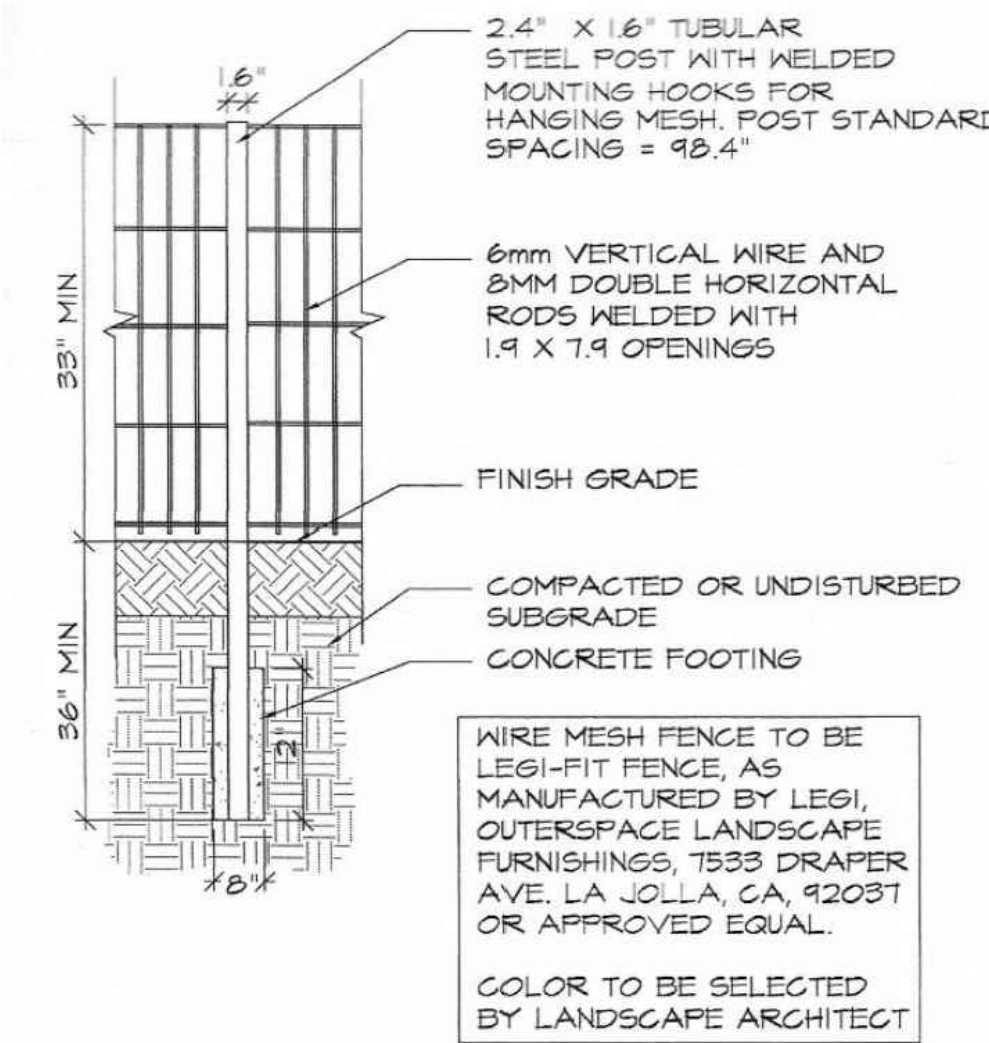 2.4" X 1.6" TUBULAR
STEEL POST WITH WELDED
MOUNTING HOOKS FOR
HANGING MESH. POST STANDARD
SPACING = 98.4"
1.6"
6mm VERTICAL WIRE AND
8MM DOUBLE HORIZONTAL
RODS WELDED WITH
1.9 X 7.9 OPENINGS
33" MIN
FINISH GRADE
COMPACTED OR UNDISTURBED
SUBGRADE
CONCRETE FOOTING
36" MIN
12"
8"
WIRE MESH FENCE TO BE
LEGI-FIT FENCE, AS
MANUFACTURED BY LEGI,
OUTERSPACE LANDSCAPE
FURNISHINGS, 7533 DRAPER
AVE. LA JOLLA, CA, 92037
OR APPROVED EQUAL.
COLOR TO BE SELECTED
BY LANDSCAPE ARCHITECT